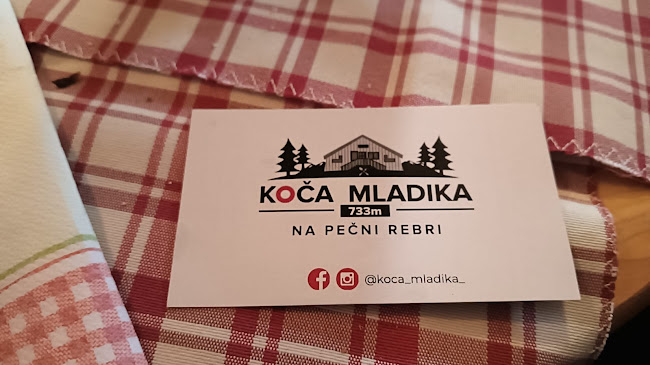 KOČA MLADIKA
733m
NA PEČNI REBRI
@koca_mladika_